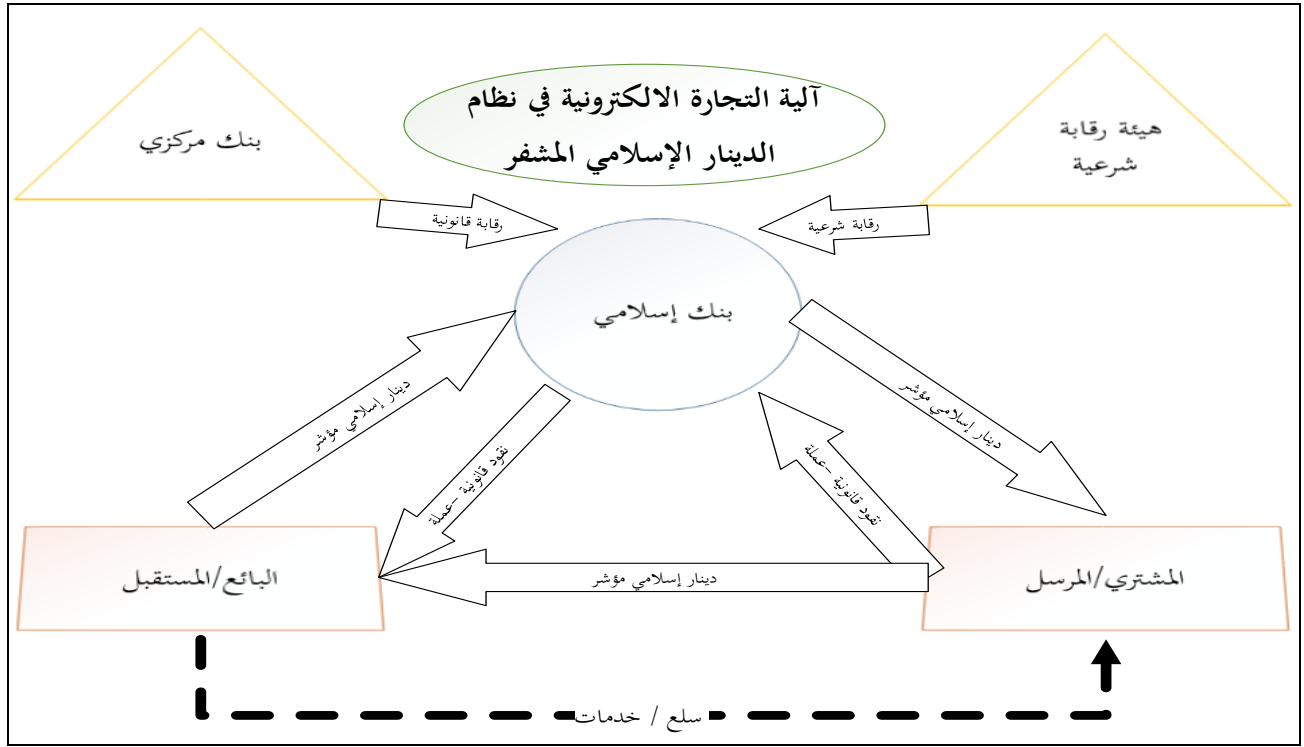 آلية التجارة الالكترونية في نظام
الدينار الإسلامي المشفر
هيئة رقابة
شرعية
بنك مركزي
رقابة شرعية
رقابة قانونية
بنك إسلامي
دينار إسلامي مؤشر
دينار إسلامي مؤشر
نقود قانونية –عملة
نقود قانونية –عملة
المشتري/المرسل
دينار إسلامي مؤشر
البائع/المستقبل
سلع / خدمات